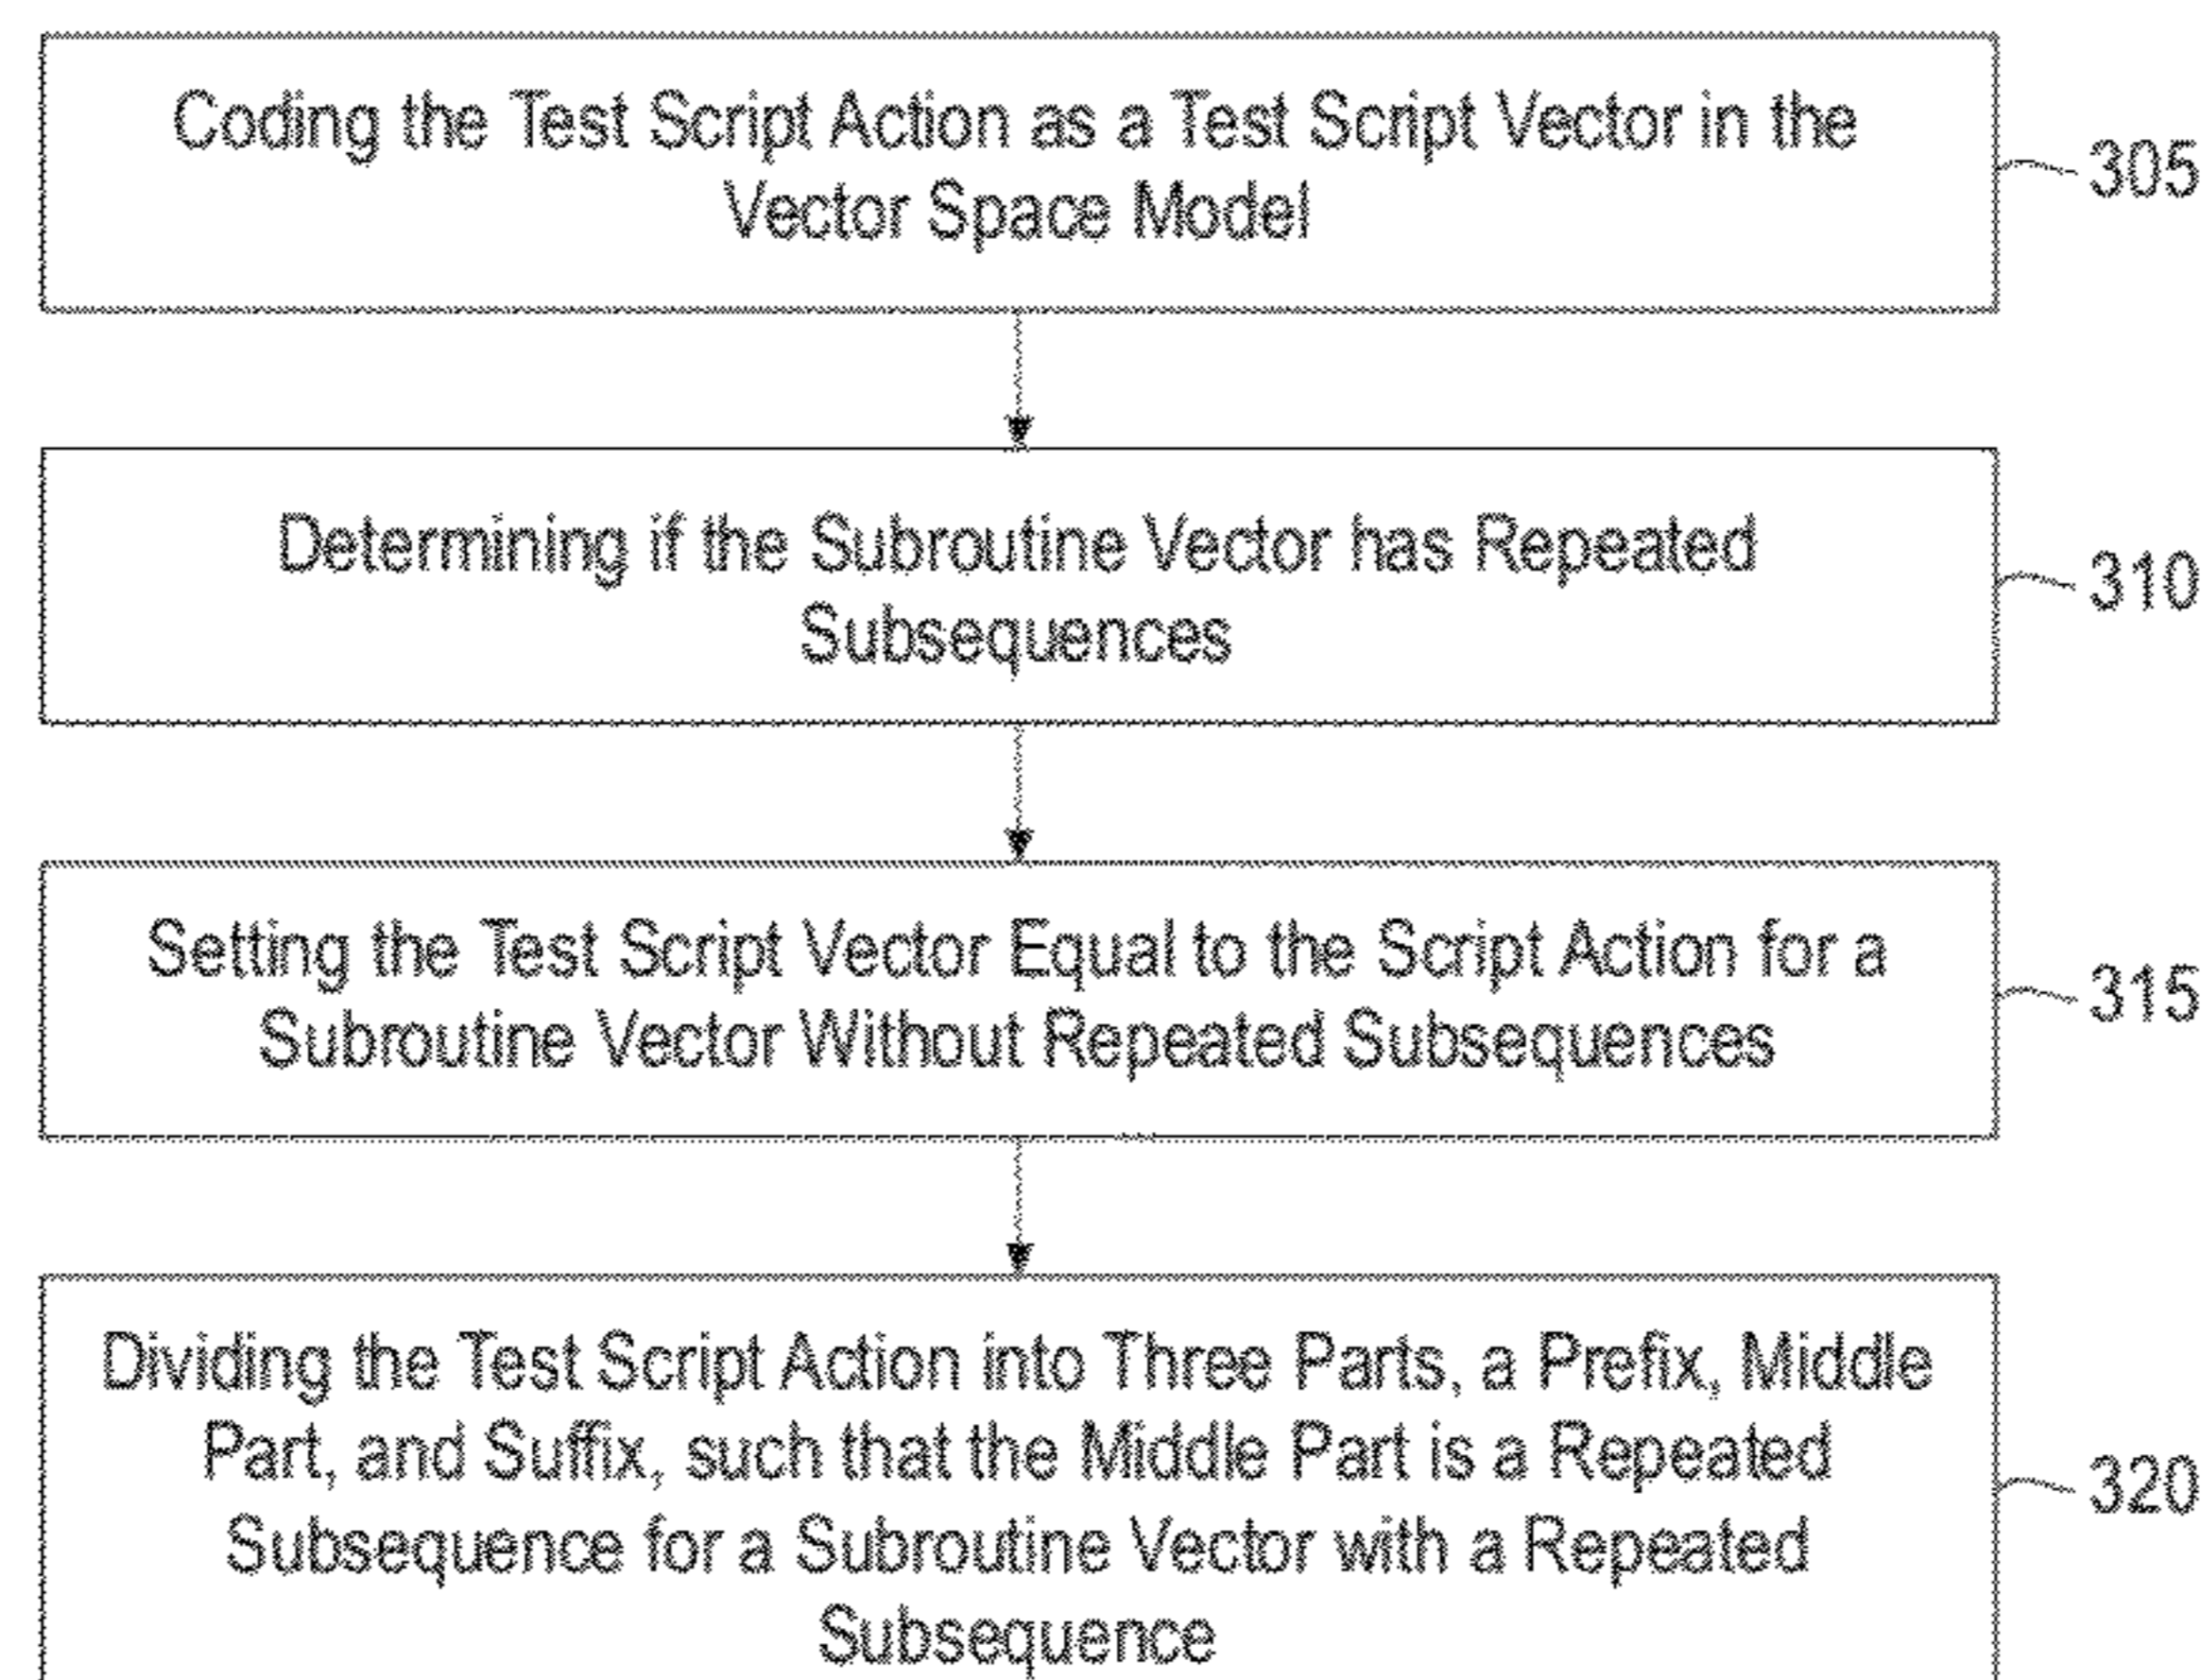 Coding the Test Script Action as a Test Script Vector in the
Vector Space Model
305
Determining if the Subroutine Vector has Repeated
Subsequences
310
Setting the Test Script Vector Equal to the Script Action for a
Subroutine Vector Without Repeated Subsequences
315
Dividing the Test Script Action into Three Parts, a Prefix, Middle
Part, and Suffix, such that the Middle Part is a Repeated
Subsequence for a Subroutine Vector with a Repeated
Subsequence
320